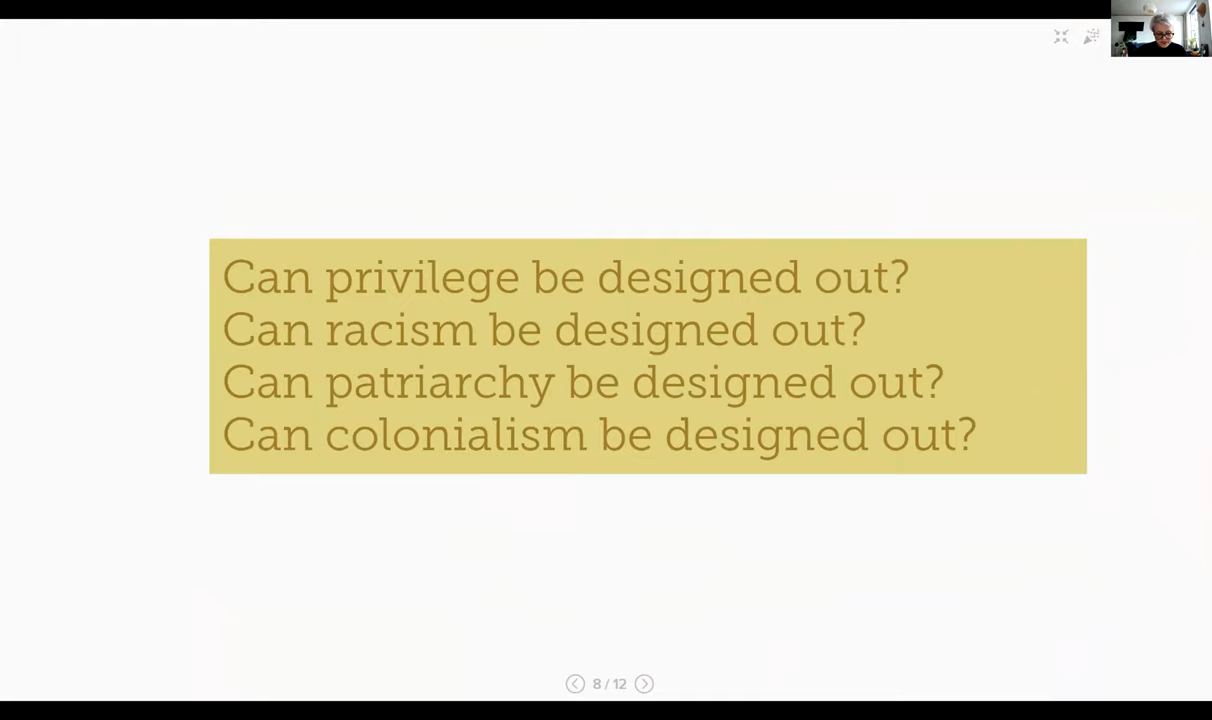 Can privilege be designed out?
Can racism be designed out?
Can patriarchy be designed out?
Can colonialism be designed out?
8 / 12